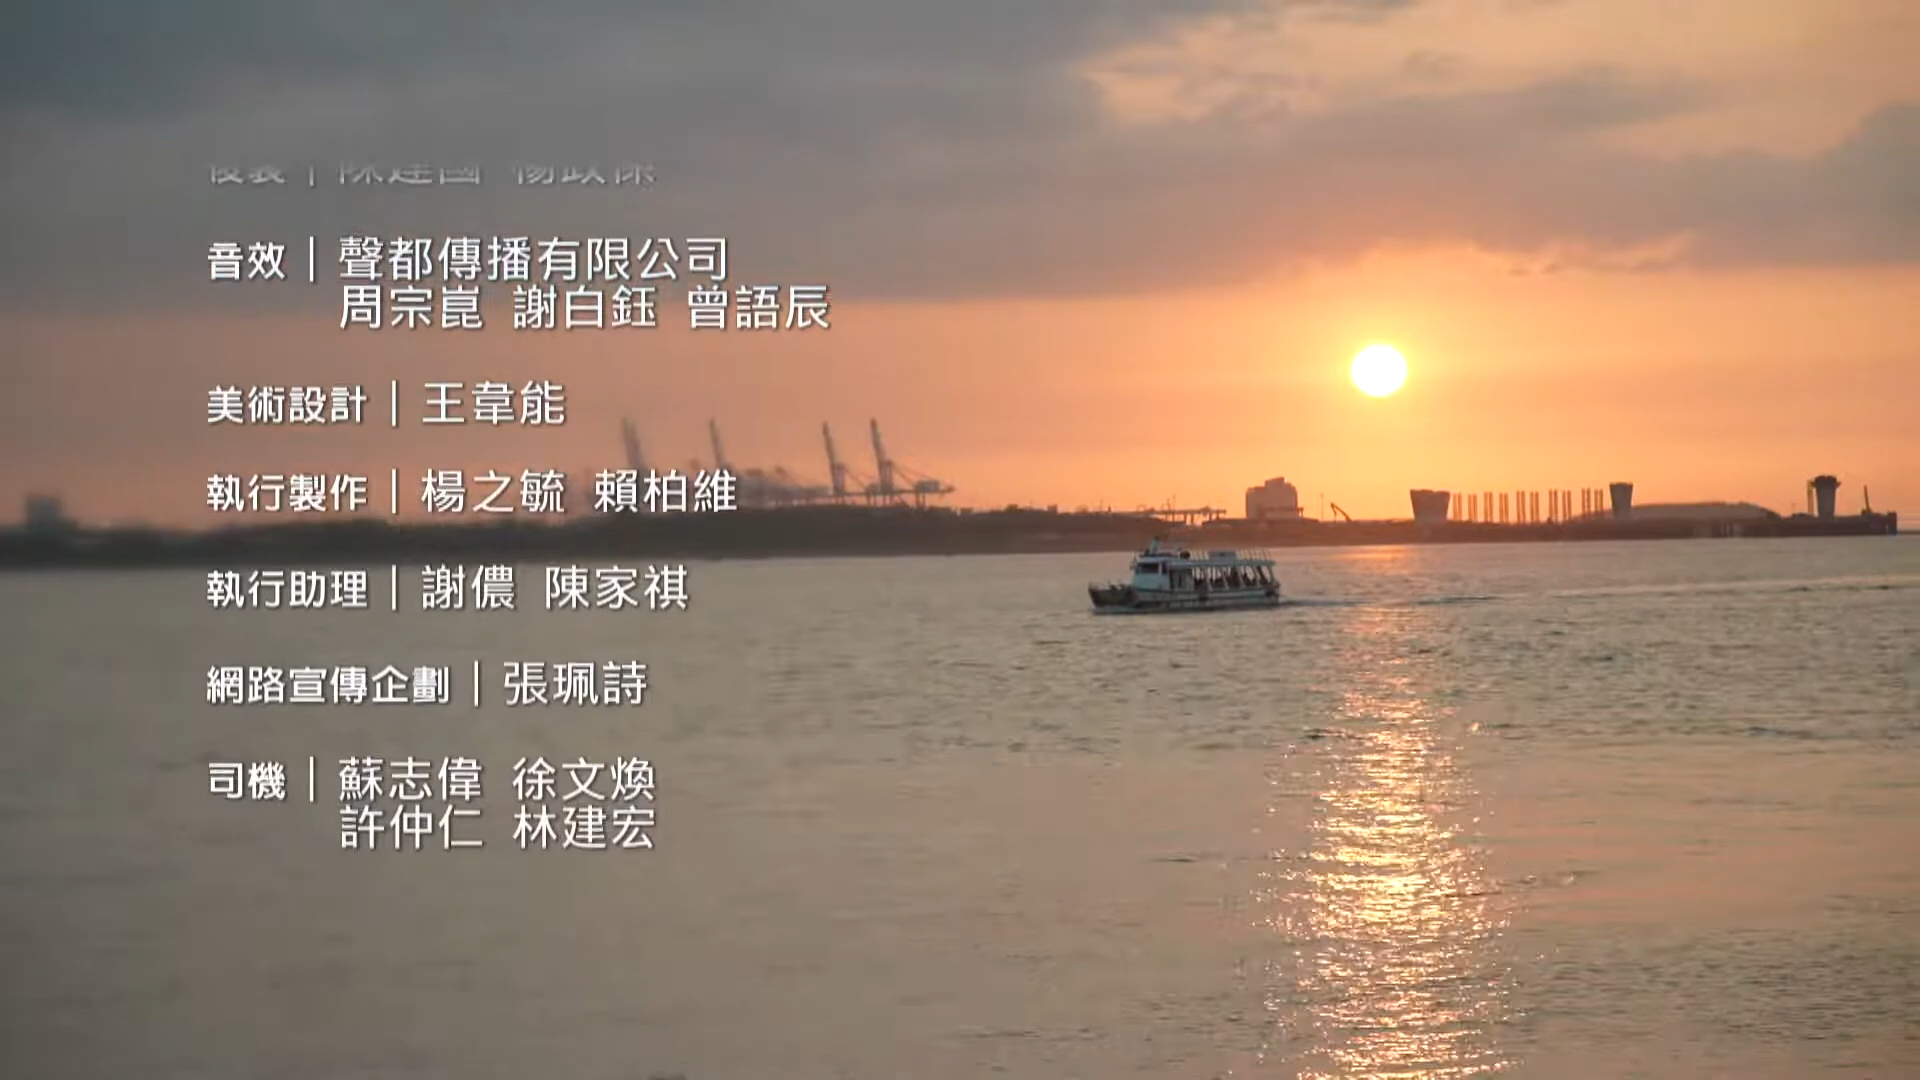 音效｜聲都傳播有限公司
周宗崑 謝白鈺 曾語辰
美術設計｜王韋能
執行製作｜楊之毓 賴柏維
執行助理｜謝儂 陳家祺
網路宣傳企劃｜張珮詩
司機｜蘇志偉 徐文煥
許仲仁 林建宏